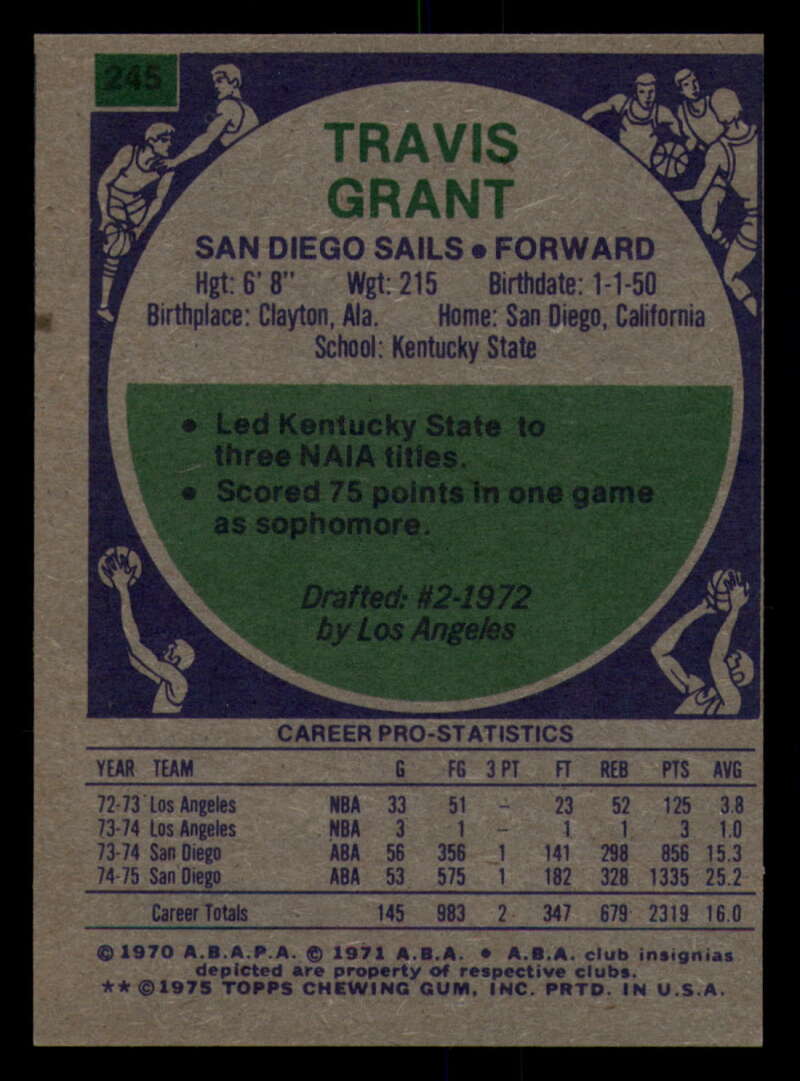 245
TRAVIS
GRANT
SAN DIEGO SAILS • FORWARD
Hgt: 6' 8" Wgt: 215 Birthdate: 1-1-50
Birthplace: Clayton, Ala. Home: San Diego, California
School: Kentucky State
• Led Kentucky State to
three NAIA titles.
• Scored 75 points in one game
as sophomore.
Drafted: #2-1972
by Los Angeles
CAREER PRO-STATISTICS
YEAR TEAM G FG 3 PT FT REB PTS AVG
72-73 Los Angeles NBA 33 51 – 23 52 125 3.8
73-74 Los Angeles NBA 3 1 – 1 1 3 1.0
73-74 San Diego ABA 56 356 1 141 298 856 15.3
74-75 San Diego ABA 53 575 1 182 328 1335 25.2
Career Totals 145 983 2 347 679 2319 16.0
© 1970 A.B.A.P.A. © 1971 A.B.A. • A.B.A. club insignias
depicted are property of respective clubs.
** ©1975 TOPPS CHEWING GUM, INC. PRTD. IN U.S.A.